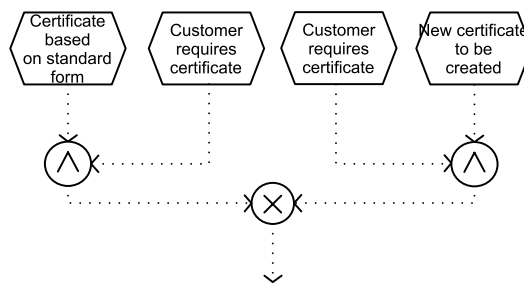 Certificate
based
on standard
form
Customer
requires
certificate
Customer
requires
certificate
New certificate
to be
created